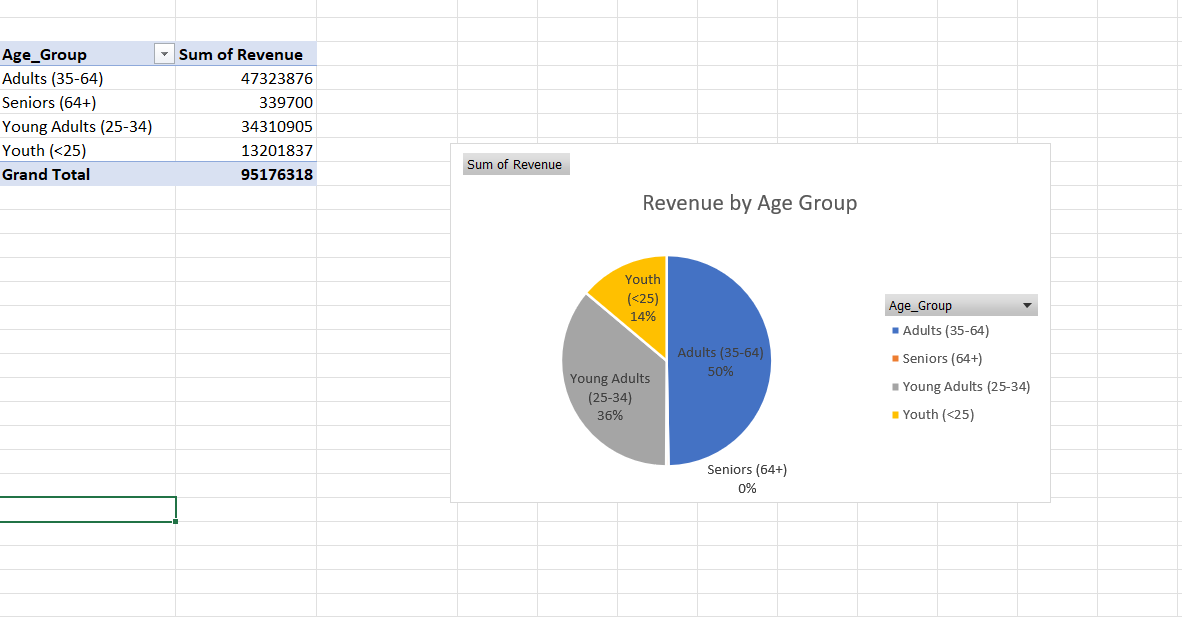 Age_Group Sum of Revenue
Adults (35-64) 47323876
Seniors (64+) 339700
Young Adults (25-34) 34310905
Youth (<25) 13201837
Grand Total 95176318
Sum of Revenue
Revenue by Age Group
Youth
(<25)
14%
Adults (35-64)
50%
Young Adults
(25-34)
36%
Seniors (64+)
0%
Age_Group
Adults (35-64)
Seniors (64+)
Young Adults (25-34)
Youth (<25)